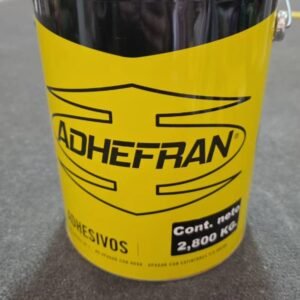 ADHEFRAN®
ADHESIVOS
Cont. neto
2,800 KG.